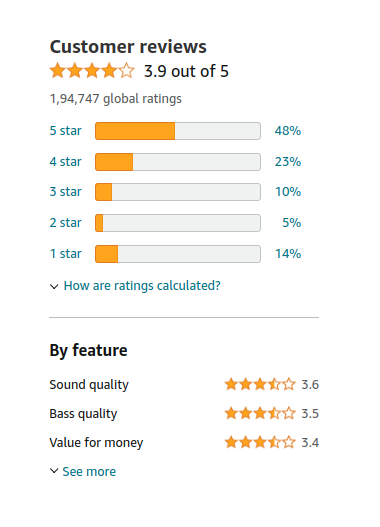 Customer reviews
3.9 out of 5
1,94,747 global ratings
5 star 48%
4 star 23%
3 star 10%
2 star 5%
1 star 14%
How are ratings calculated?
By feature
Sound quality 3.6
Bass quality 3.5
Value for money 3.4
See more